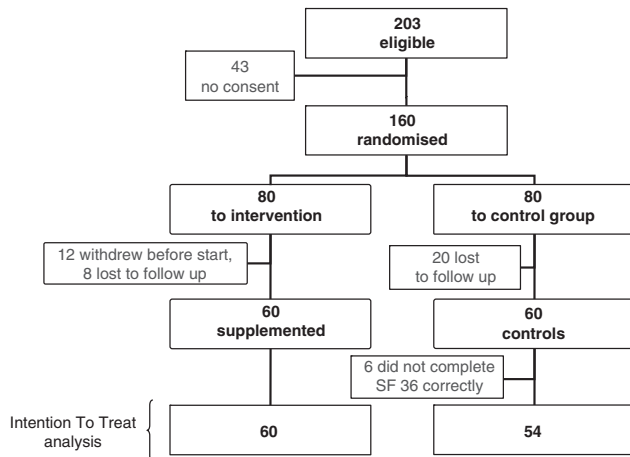 203
eligible
43
no consent
160
randomised
80
to intervention
80
to control group
12 withdrew before start,
8 lost to follow up
20 lost
to follow up
60
supplemented
60
controls
6 did not complete
SF 36 correctly
Intention To Treat
analysis
60
54